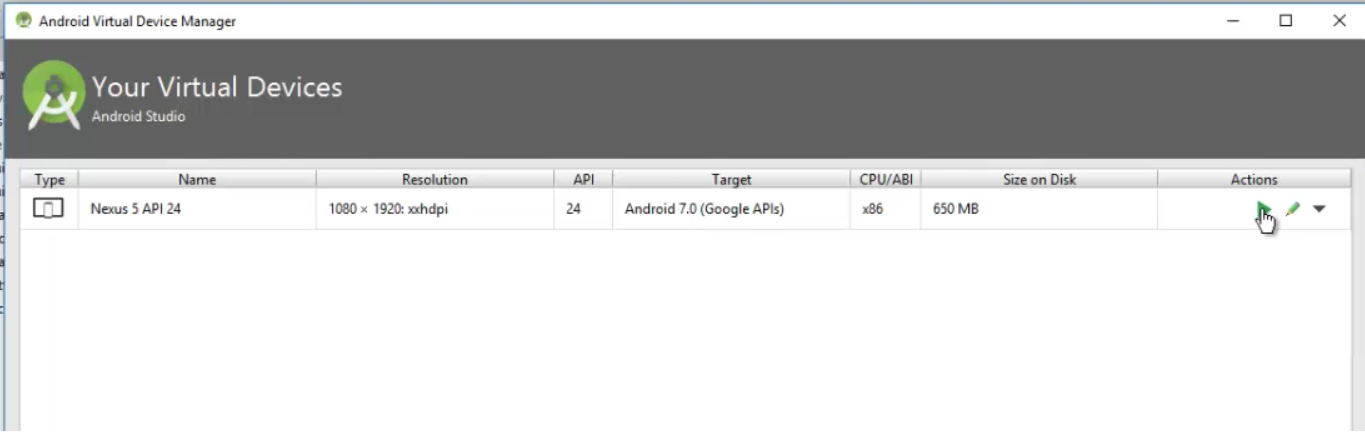 Android Virtual Device Manager
Your Virtual Devices
Android Studio
Type Name Resolution API Target CPU/ABI Size on Disk Actions
Nexus 5 API 24 1080 × 1920: xxhdpi 24 Android 7.0 (Google APIs) x86 650 MB